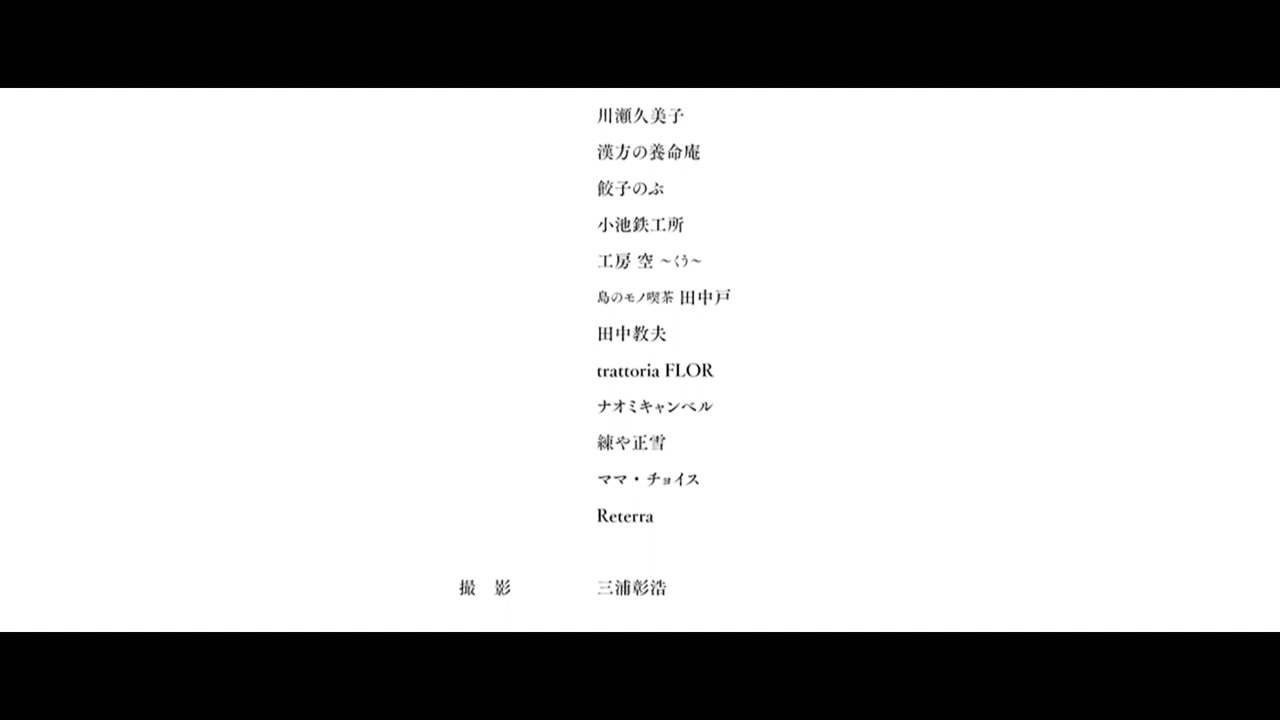 川瀬久美子
漢方の養命庵
餃子のぶ
小池鉄工所
工房 空 ～くう～
島のモノ喫茶 田中戸
田中教夫
trattoria FLOR
ナオミキャンベル
練や正雪
ママ・チョイス
Reterra
撮 影 三浦彰浩